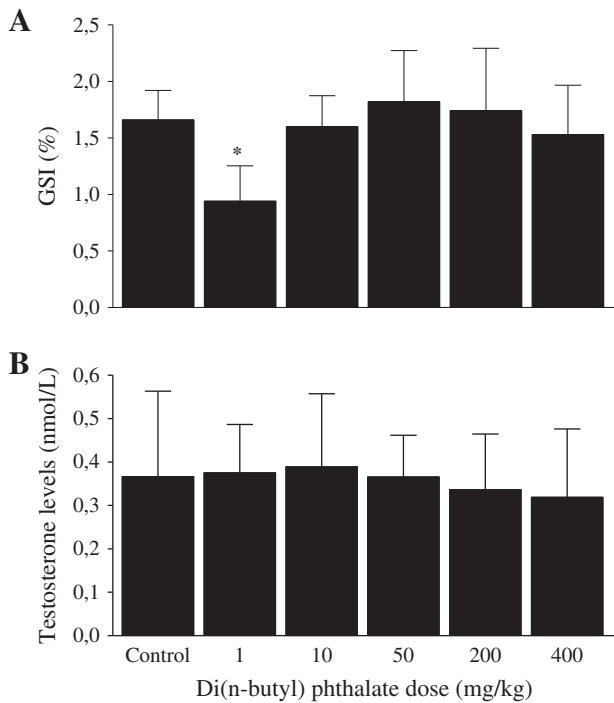 A
GSI (%)
2,5
2,0
1,5
1,0
0,5
0,0
*
B
Testosterone levels (nmol/L)
0,6
0,5
0,4
0,3
0,2
0,1
0,0
Control 1 10 50 200 400
Di(n-butyl) phthalate dose (mg/kg)